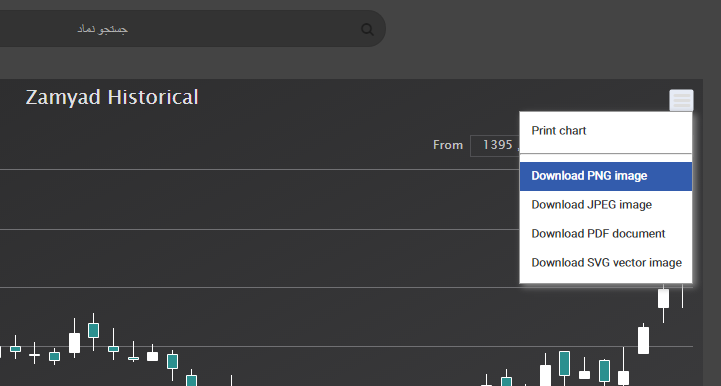 جستجو نماد
Zamyad Historical
From 1395 ,
Print chart
Download PNG image
Download JPEG image
Download PDF document
Download SVG vector image